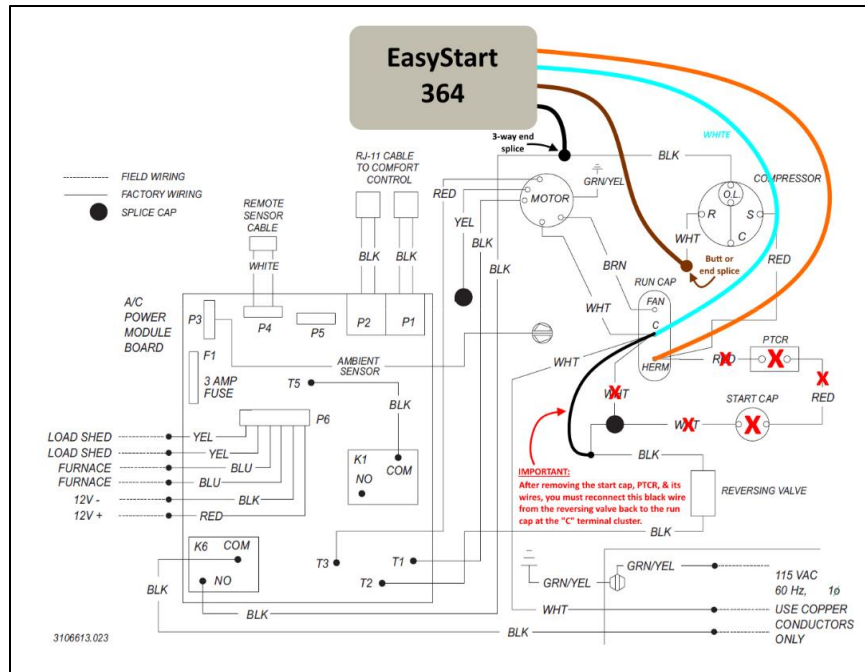 EasyStart
364
3-way end
splice
WHITE
BLK
RJ-11 CABLE
TO COMFORT
CONTROL
GRN/YEL
COMPRESSOR
FIELD WIRING
FACTORY WIRING
SPLICE CAP
REMOTE
SENSOR
CABLE
RED
MOTOR
O.L.
R
S
C
YEL
BLK
BLK
BLK
BLK
WHT
RED
Butt or
end splice
WHITE
BRN
RUN CAP
FAN
C
HERM
WHT
A/C
POWER
MODULE
BOARD
P3
P4
P5
P2
P1
F1
3 AMP
FUSE
AMBIENT
SENSOR
WHT
PTCR
RED
X
X
X
T5
BLK
WHT
X
WHT
X
START CAP
X
RED
P6
LOAD SHED
YEL
LOAD SHED
YEL
FURNACE
BLU
FURNACE
BLU
12V -
BLK
12V +
RED
K1
COM
NO
BLK
REVERSING VALVE
BLK
IMPORTANT:
After removing the start cap, PTCR, & its
wires, you must reconnect this black wire
from the reversing valve back to the run
cap at the "C" terminal cluster.
K6
COM
NO
T3
T1
T2
BLK
BLK
GRN/YEL
GRN/YEL
WHT
BLK
115 VAC
60 Hz, 1ø
USE COPPER
CONDUCTORS
ONLY
3106613.023